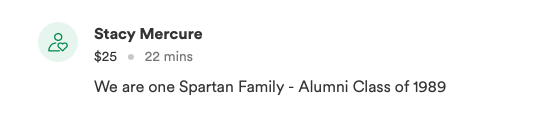 Stacy Mercure
$25 • 22 mins
We are one Spartan Family - Alumni Class of 1989